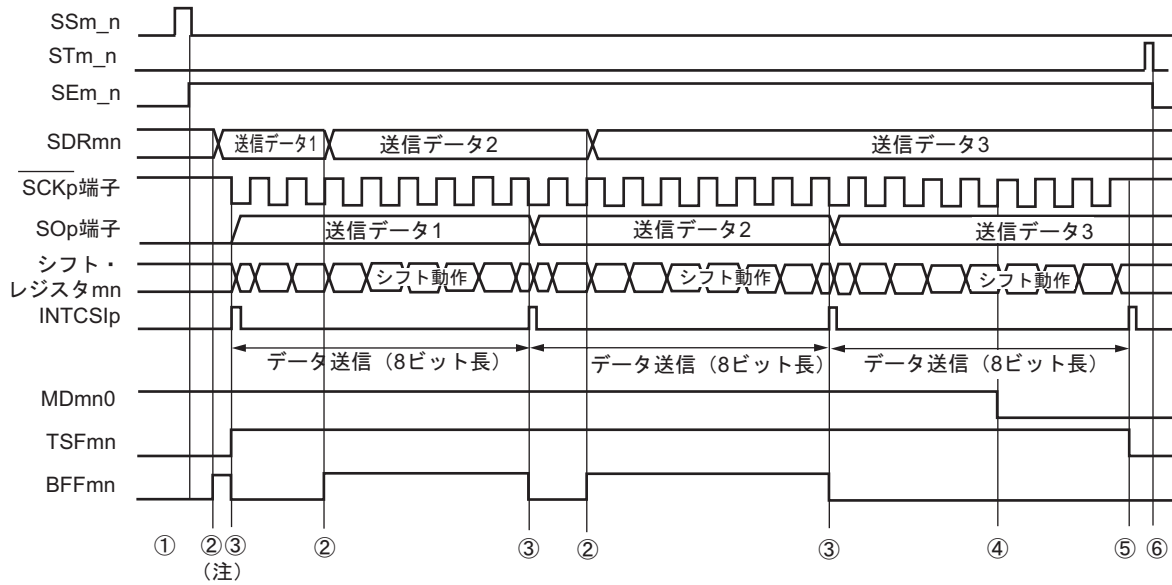 SSm_n
STm_n
SEm_n
SDRmn 送信データ1 送信データ2 送信データ3
SCKp端子
SOp端子 送信データ1 送信データ2 送信データ3
シフト・
レジスタmn シフト動作 シフト動作 シフト動作
INTCSIp
データ送信（8ビット長） データ送信（8ビット長） データ送信（8ビット長）
MDmn0
TSFmn
BFFmn
① ② ③ ② ③ ② ③ ④ ⑤ ⑥
（注）